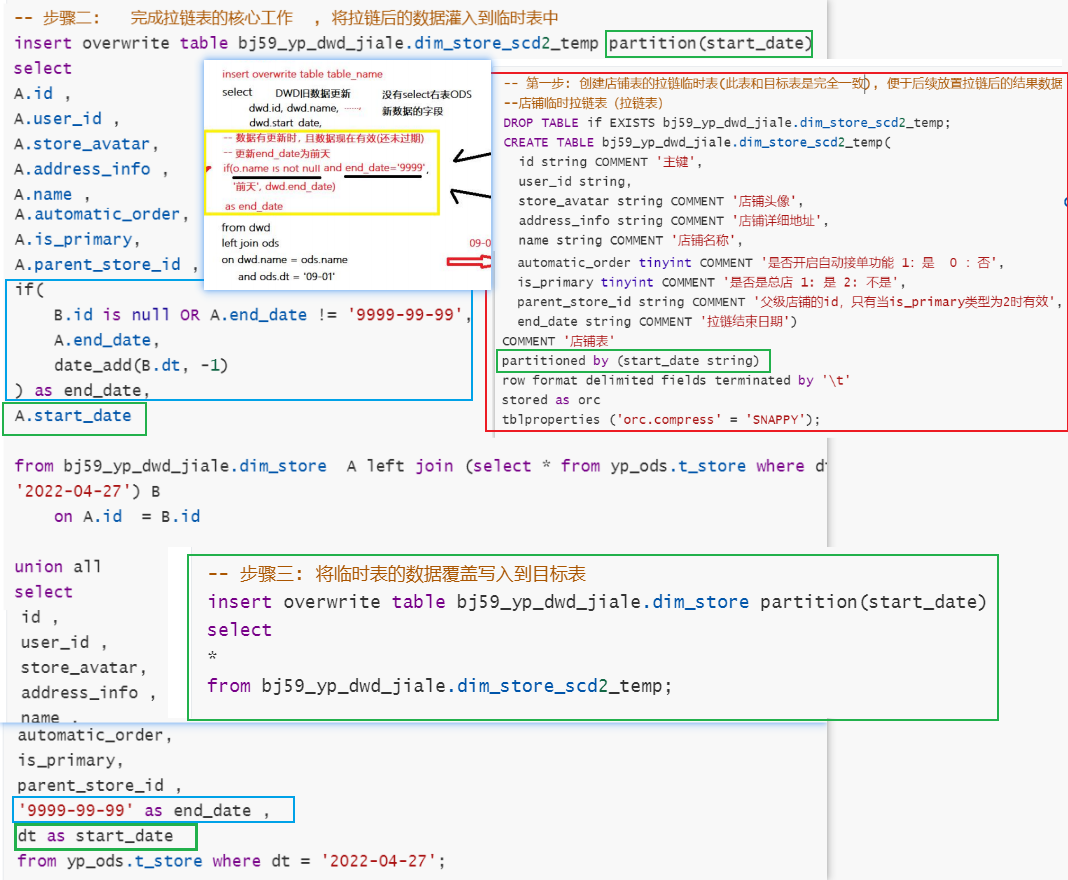 -- 步骤二： 完成拉链表的核心工作 ，将拉链后的数据灌入到临时表中
insert overwrite table bj59_yp_dwd_jiale.dim_store_scd2_temp partition(start_date)
select
A.id ,
A.user_id ,
A.store_avatar,
A.address_info ,
A.name ,
A.automatic_order,
A.is_primary,
A.parent_store_id ,
if(
B.id is null OR A.end_date != '9999-99-99',
A.end_date,
date_add(B.dt, -1)
) as end_date,
A.start_date
from bj59_yp_dwd_jiale.dim_store A left join (select * from yp_ods.t_store where dt
'2022-04-27') B
on A.id = B.id
union all
select
id ,
user_id ,
store_avatar,
address_info ,
name ,
automatic_order,
is_primary,
parent_store_id ,
'9999-99-99' as end_date ,
dt as start_date
from yp_ods.t_store where dt = '2022-04-27';
insert overwrite table table_name
select DWD旧数据更新 没有select右表ODS
dwd.id, dwd.name, ······, 新数据的字段
dwd.start date,
-- 数据有更新时，且数据现在有效(还未过期)
-- 更新end_date为前天
if(o.name is not null and end_date='9999',
'前天', dwd.end_date)
as end_date
from dwd
left join ods 09-0
on dwd.name = ods.name
and ods.dt = '09-01'
-- 第一步: 创建店铺表的拉链临时表(此表和目标表是完全一致)，便于后续放置拉链后的结果数据
--店铺临时拉链表（拉链表）
DROP TABLE if EXISTS bj59_yp_dwd_jiale.dim_store_scd2_temp;
CREATE TABLE bj59_yp_dwd_jiale.dim_store_scd2_temp(
id string COMMENT '主键',
user_id string,
store_avatar string COMMENT '店铺头像',
address_info string COMMENT '店铺详细地址',
name string COMMENT '店铺名称',
automatic_order tinyint COMMENT '是否开启自动接单功能 1：是 0 ：否',
is_primary tinyint COMMENT '是否是总店 1: 是 2: 不是',
parent_store_id string COMMENT '父级店铺的id，只有当is_primary类型为2时有效',
end_date string COMMENT '拉链结束日期')
COMMENT '店铺表'
partitioned by (start_date string)
row format delimited fields terminated by '\t'
stored as orc
tblproperties ('orc.compress' = 'SNAPPY');
-- 步骤三: 将临时表的数据覆盖写入到目标表
insert overwrite table bj59_yp_dwd_jiale.dim_store partition(start_date)
select
*
from bj59_yp_dwd_jiale.dim_store_scd2_temp;